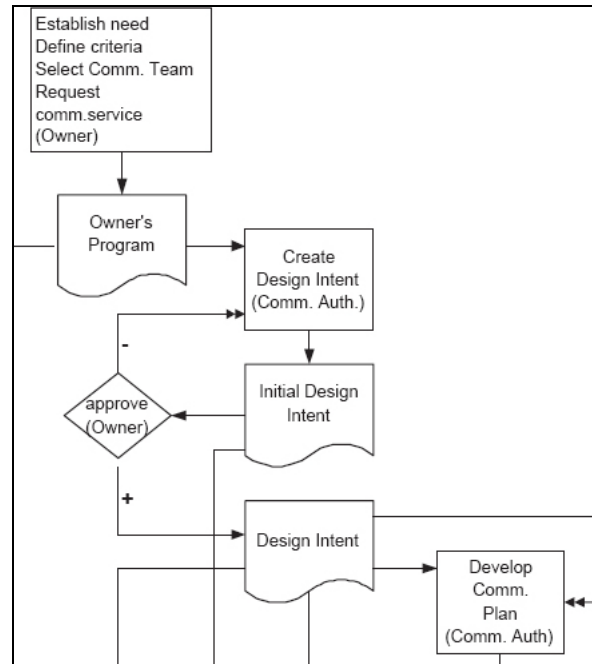 Establish need
Define criteria
Select Comm. Team
Request
comm.service
(Owner)
Owner's
Program
Create
Design Intent
(Comm. Auth.)
-
approve
(Owner)
Initial Design
Intent
+
Design Intent
Develop
Comm.
Plan
(Comm. Auth)